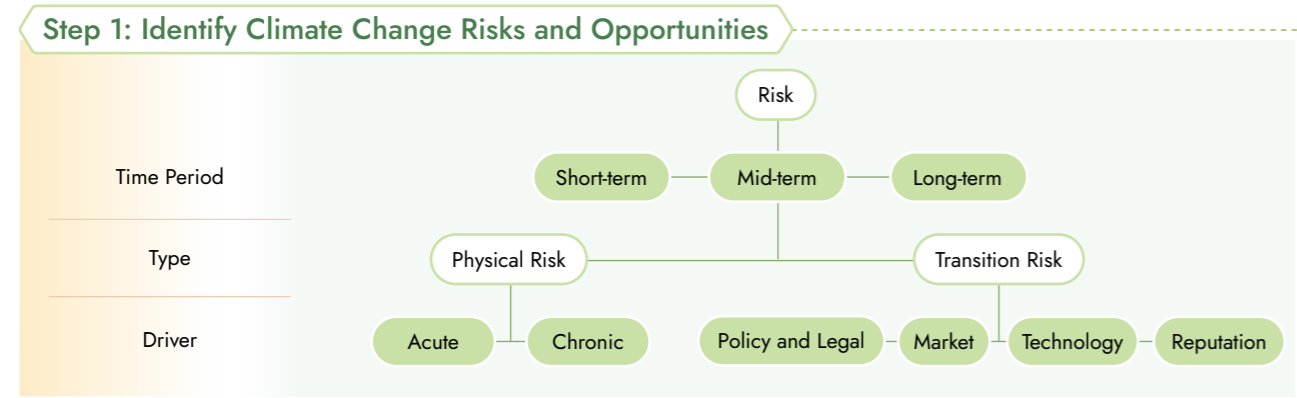 Step 1: Identify Climate Change Risks and Opportunities
Risk
Time Period
Short-term
Mid-term
Long-term
Type
Physical Risk
Transition Risk
Driver
Acute
Chronic
Policy and Legal
Market
Technology
Reputation